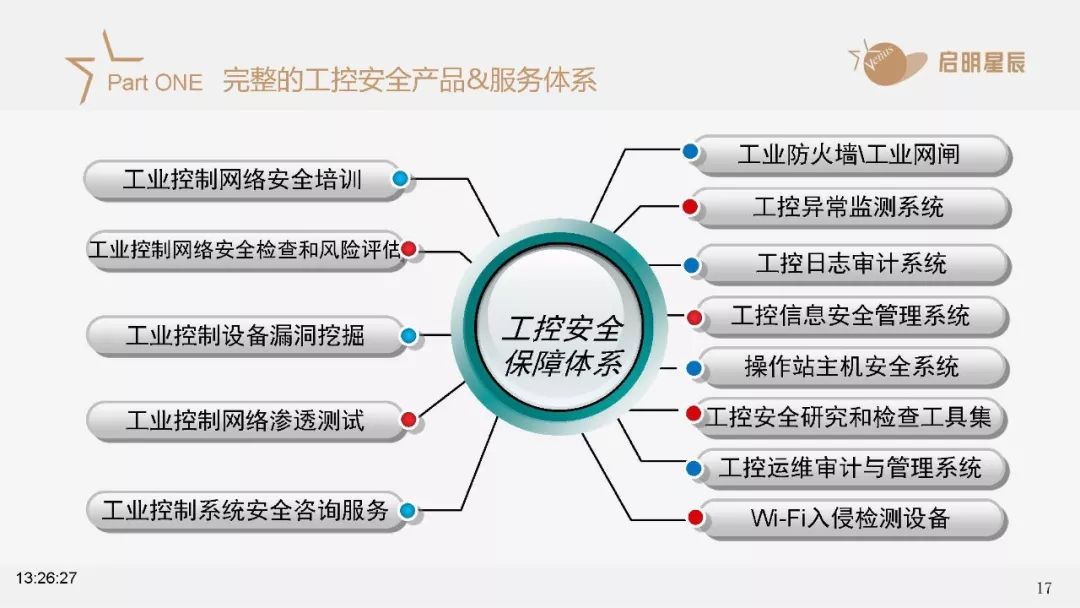 Part ONE 完整的工控安全产品&服务体系
Venus
启明星辰
工业控制网络安全培训
工业控制网络安全检查和风险评估
工业控制设备漏洞挖掘
工业控制网络渗透测试
工业控制系统安全咨询服务
工控安全
保障体系
工业防火墙\工业网闸
工控异常监测系统
工控日志审计系统
工控信息安全管理系统
操作站主机安全系统
工控安全研究和检查工具集
工控运维审计与管理系统
Wi-Fi入侵检测设备
13:26:27
17